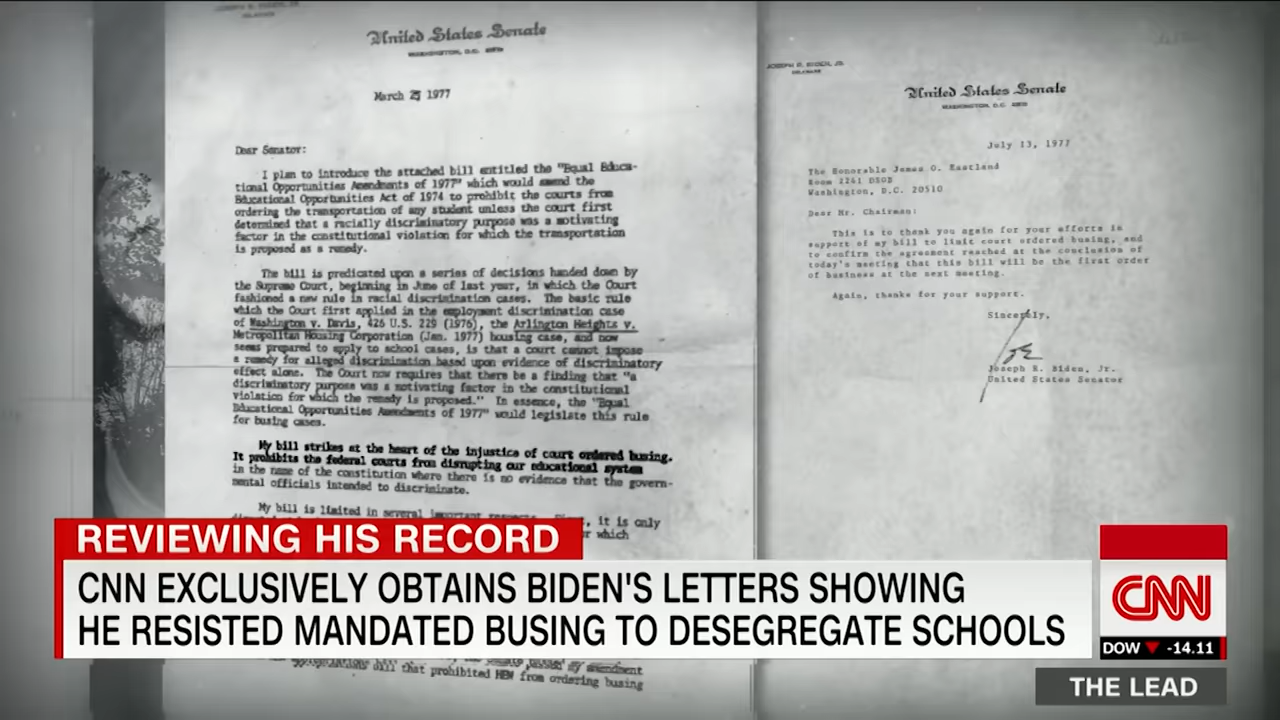 United States Senate
WASHINGTON, D.C.
March 25 1977
Dear Senator:
I plan to introduce the attached bill entitled the "Equal Educa-
tional Opportunities Amendments of 1977" which would amend the
Educational Opportunities Act of 1974 to prohibit the courts from
ordering the transportation of any student unless the court first
determined that a racially discriminatory purpose was a motivating
factor in the constitutional violation for which the transportation
is proposed as a remedy.
The bill is predicated upon a series of decisions handed down by
the Supreme Court, beginning in June of last year, in which the Court
fashioned a new rule in racial discrimination cases. The basic rule
which the Court first applied in the employment discrimination case
of Washington v. Davis, 426 U.S. 229 (1976), the Arlington Heights v.
Metropolitan Housing Corporation (Jan. 1977) housing case, and now
seems prepared to apply to school cases, is that a court cannot impose
a remedy for alleged discrimination based upon evidence of discriminatory
effect alone. The Court now requires that there be a finding that "a
discriminatory purpose was a motivating factor in the constitutional
violation for which the remedy is proposed." In essence, the "Equal
Educational Opportunities Amendments of 1977" would legislate this rule
for busing cases.
My bill strikes at the heart of the injustice of court ordered busing.
It prohibits the federal courts from disrupting our educational system
in the name of the constitution where there is no evidence that the govern-
mental officials intended to discriminate.
My bill is limited in several important respects. First, it is only
which
amendment
bill that prohibited HEW from ordering busing
JOSEPH R. BIDEN, JR.
DELAWARE
United States Senate
WASHINGTON, D.C.
July 13, 1977
The Honorable James O. Eastland
Room 2241 DSOB
Washington, D.C. 20510
Dear Mr. Chairman:
This is to thank you again for your efforts in
support of my bill to limit court ordered busing, and
to confirm the agreement reached at the conclusion of
today's meeting that this bill will be the first order
of business at the next meeting.
Again, thanks for your support.
Sincerely,
Joe
Joseph R. Biden, Jr.
United States Senator
REVIEWING HIS RECORD
CNN EXCLUSIVELY OBTAINS BIDEN'S LETTERS SHOWING
HE RESISTED MANDATED BUSING TO DESEGREGATE SCHOOLS
CNN
DOW -14.11
THE LEAD